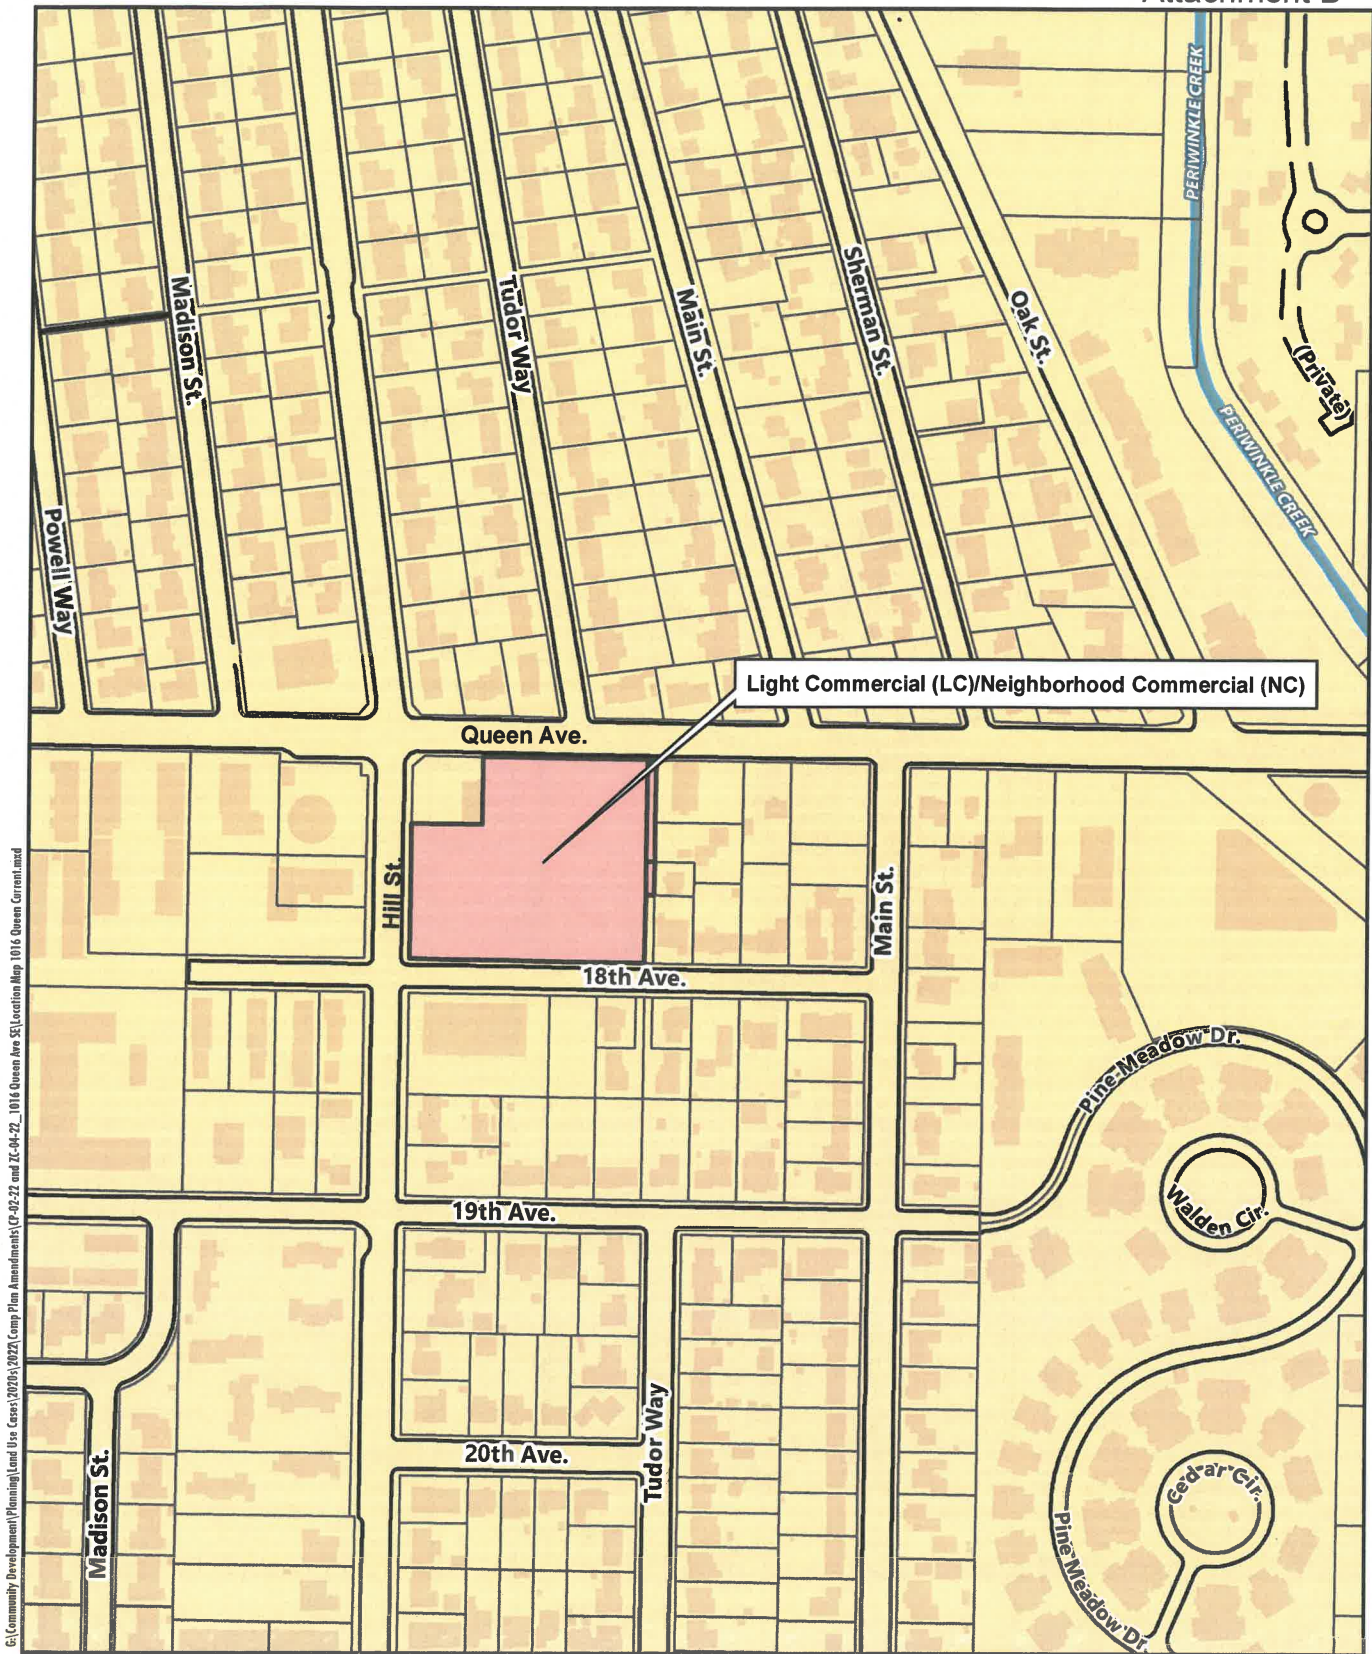 PERIWINKLE CREEK
Madison St.
Tudor Way
Main St.
Sherman St.
Oak St.
(Private)
PERIWINKLE CREEK
Powell Way
Light Commercial (LC)/Neighborhood Commercial (NC)
Queen Ave.
Hill St.
Main St.
18th Ave.
Pine Meadow Dr.
Walden Cir.
19th Ave.
Tudor Way
20th Ave.
Madison St.
Cedar Cir.
Pine Meadow Dr.
G:\Community Development\Planning\Land Use Cases\2020s\2022\Comp Plan Amendments\CP-02-22 and ZC-04-22_1016 Queen Ave SE\Location Map 1016 Queen Current.mxd